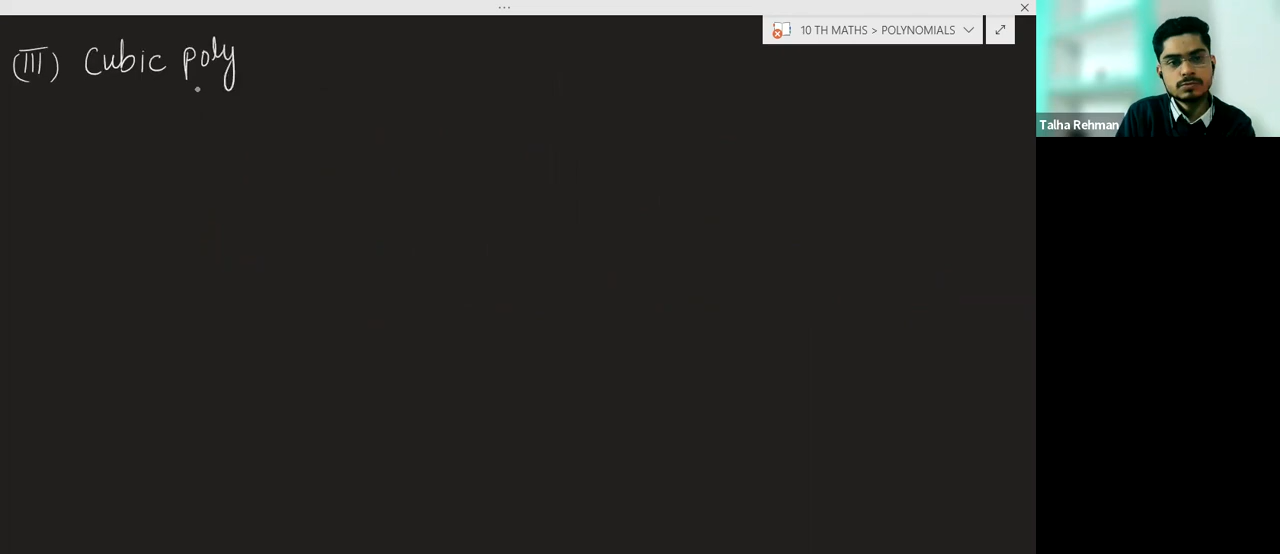 (III) Cubic poly
10 TH MATHS > POLYNOMIALS
Talha Rehman